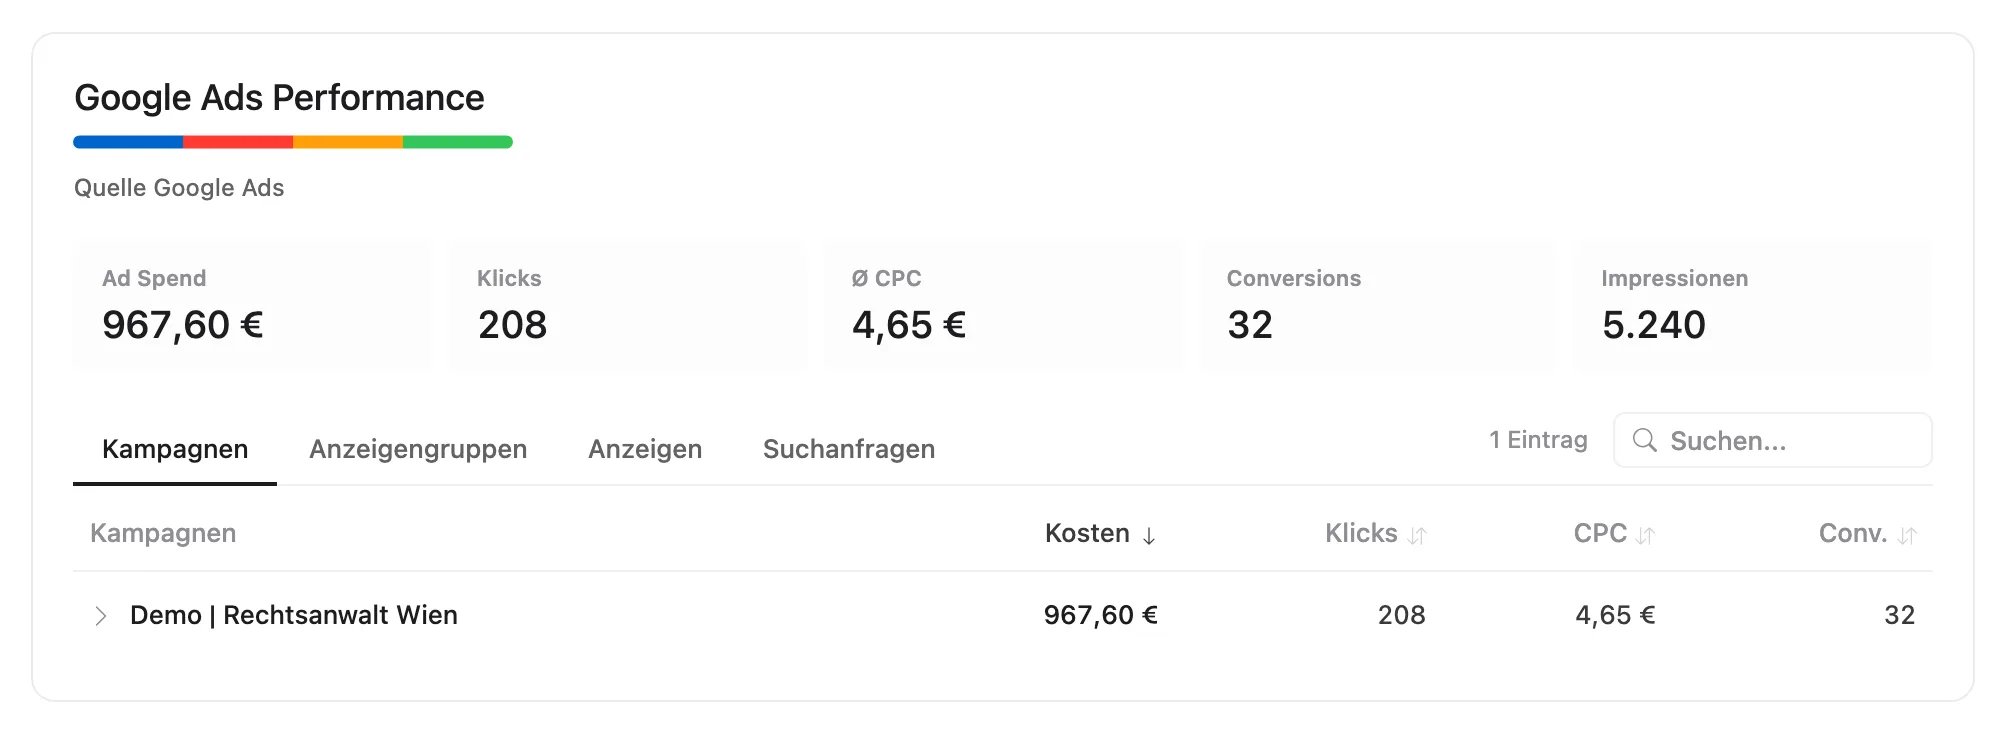 Google Ads Performance
Quelle Google Ads
Ad Spend Klicks Ø CPC Conversions Impressionen
967,60 € 208 4,65 € 32 5.240
Kampagnen Anzeigengruppen Anzeigen Suchanfragen 1 Eintrag Suchen...
Kampagnen Kosten ↓ Klicks ↓↑ CPC ↓↑ Conv. ↓↑
Demo | Rechtsanwalt Wien 967,60 € 208 4,65 € 32